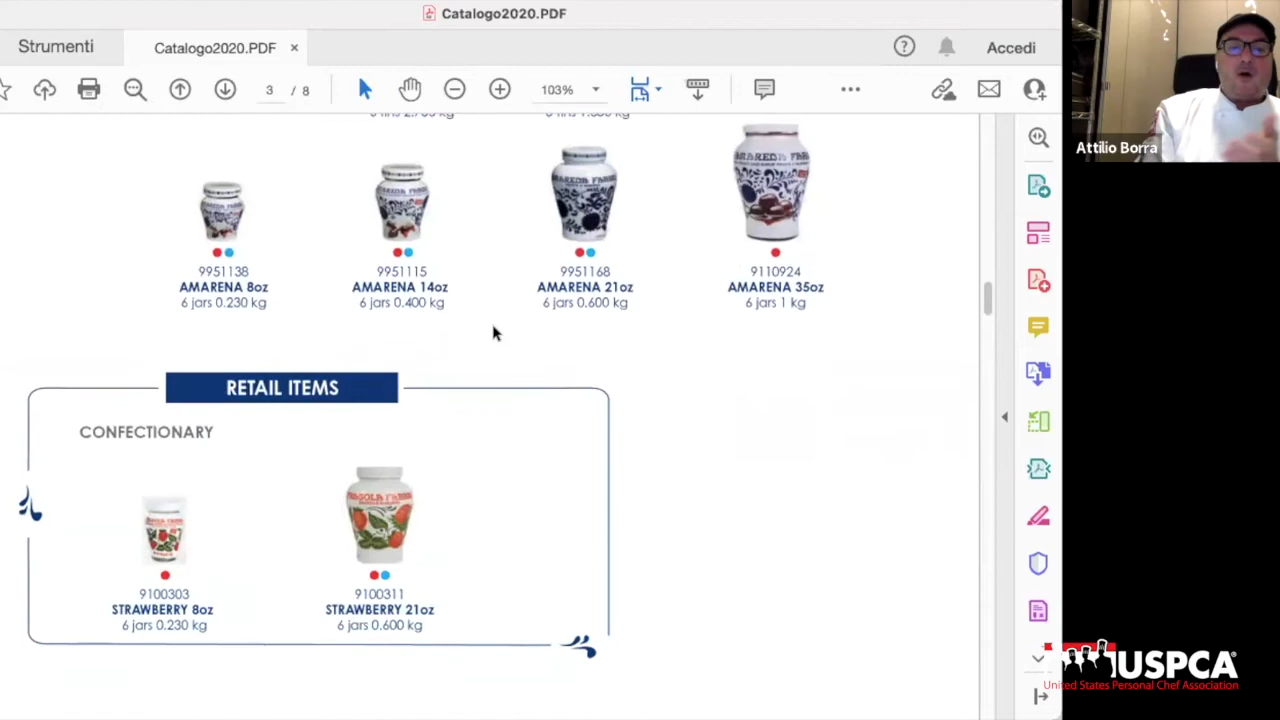 Catalogo2020.PDF
Strumenti
Catalogo2020.PDF ×
Accedi
3 / 8
103%
Attilio Borra
9951138
AMARENA 8oz
6 jars 0.230 kg
9951115
AMARENA 14oz
6 jars 0.400 kg
9951168
AMARENA 21oz
6 jars 0.600 kg
9110924
AMARENA 35oz
6 jars 1 kg
RETAIL ITEMS
CONFECTIONARY
9100303
STRAWBERRY 8oz
6 jars 0.230 kg
9100311
STRAWBERRY 21oz
6 jars 0.600 kg
USPCA®
United States Personal Chef Association